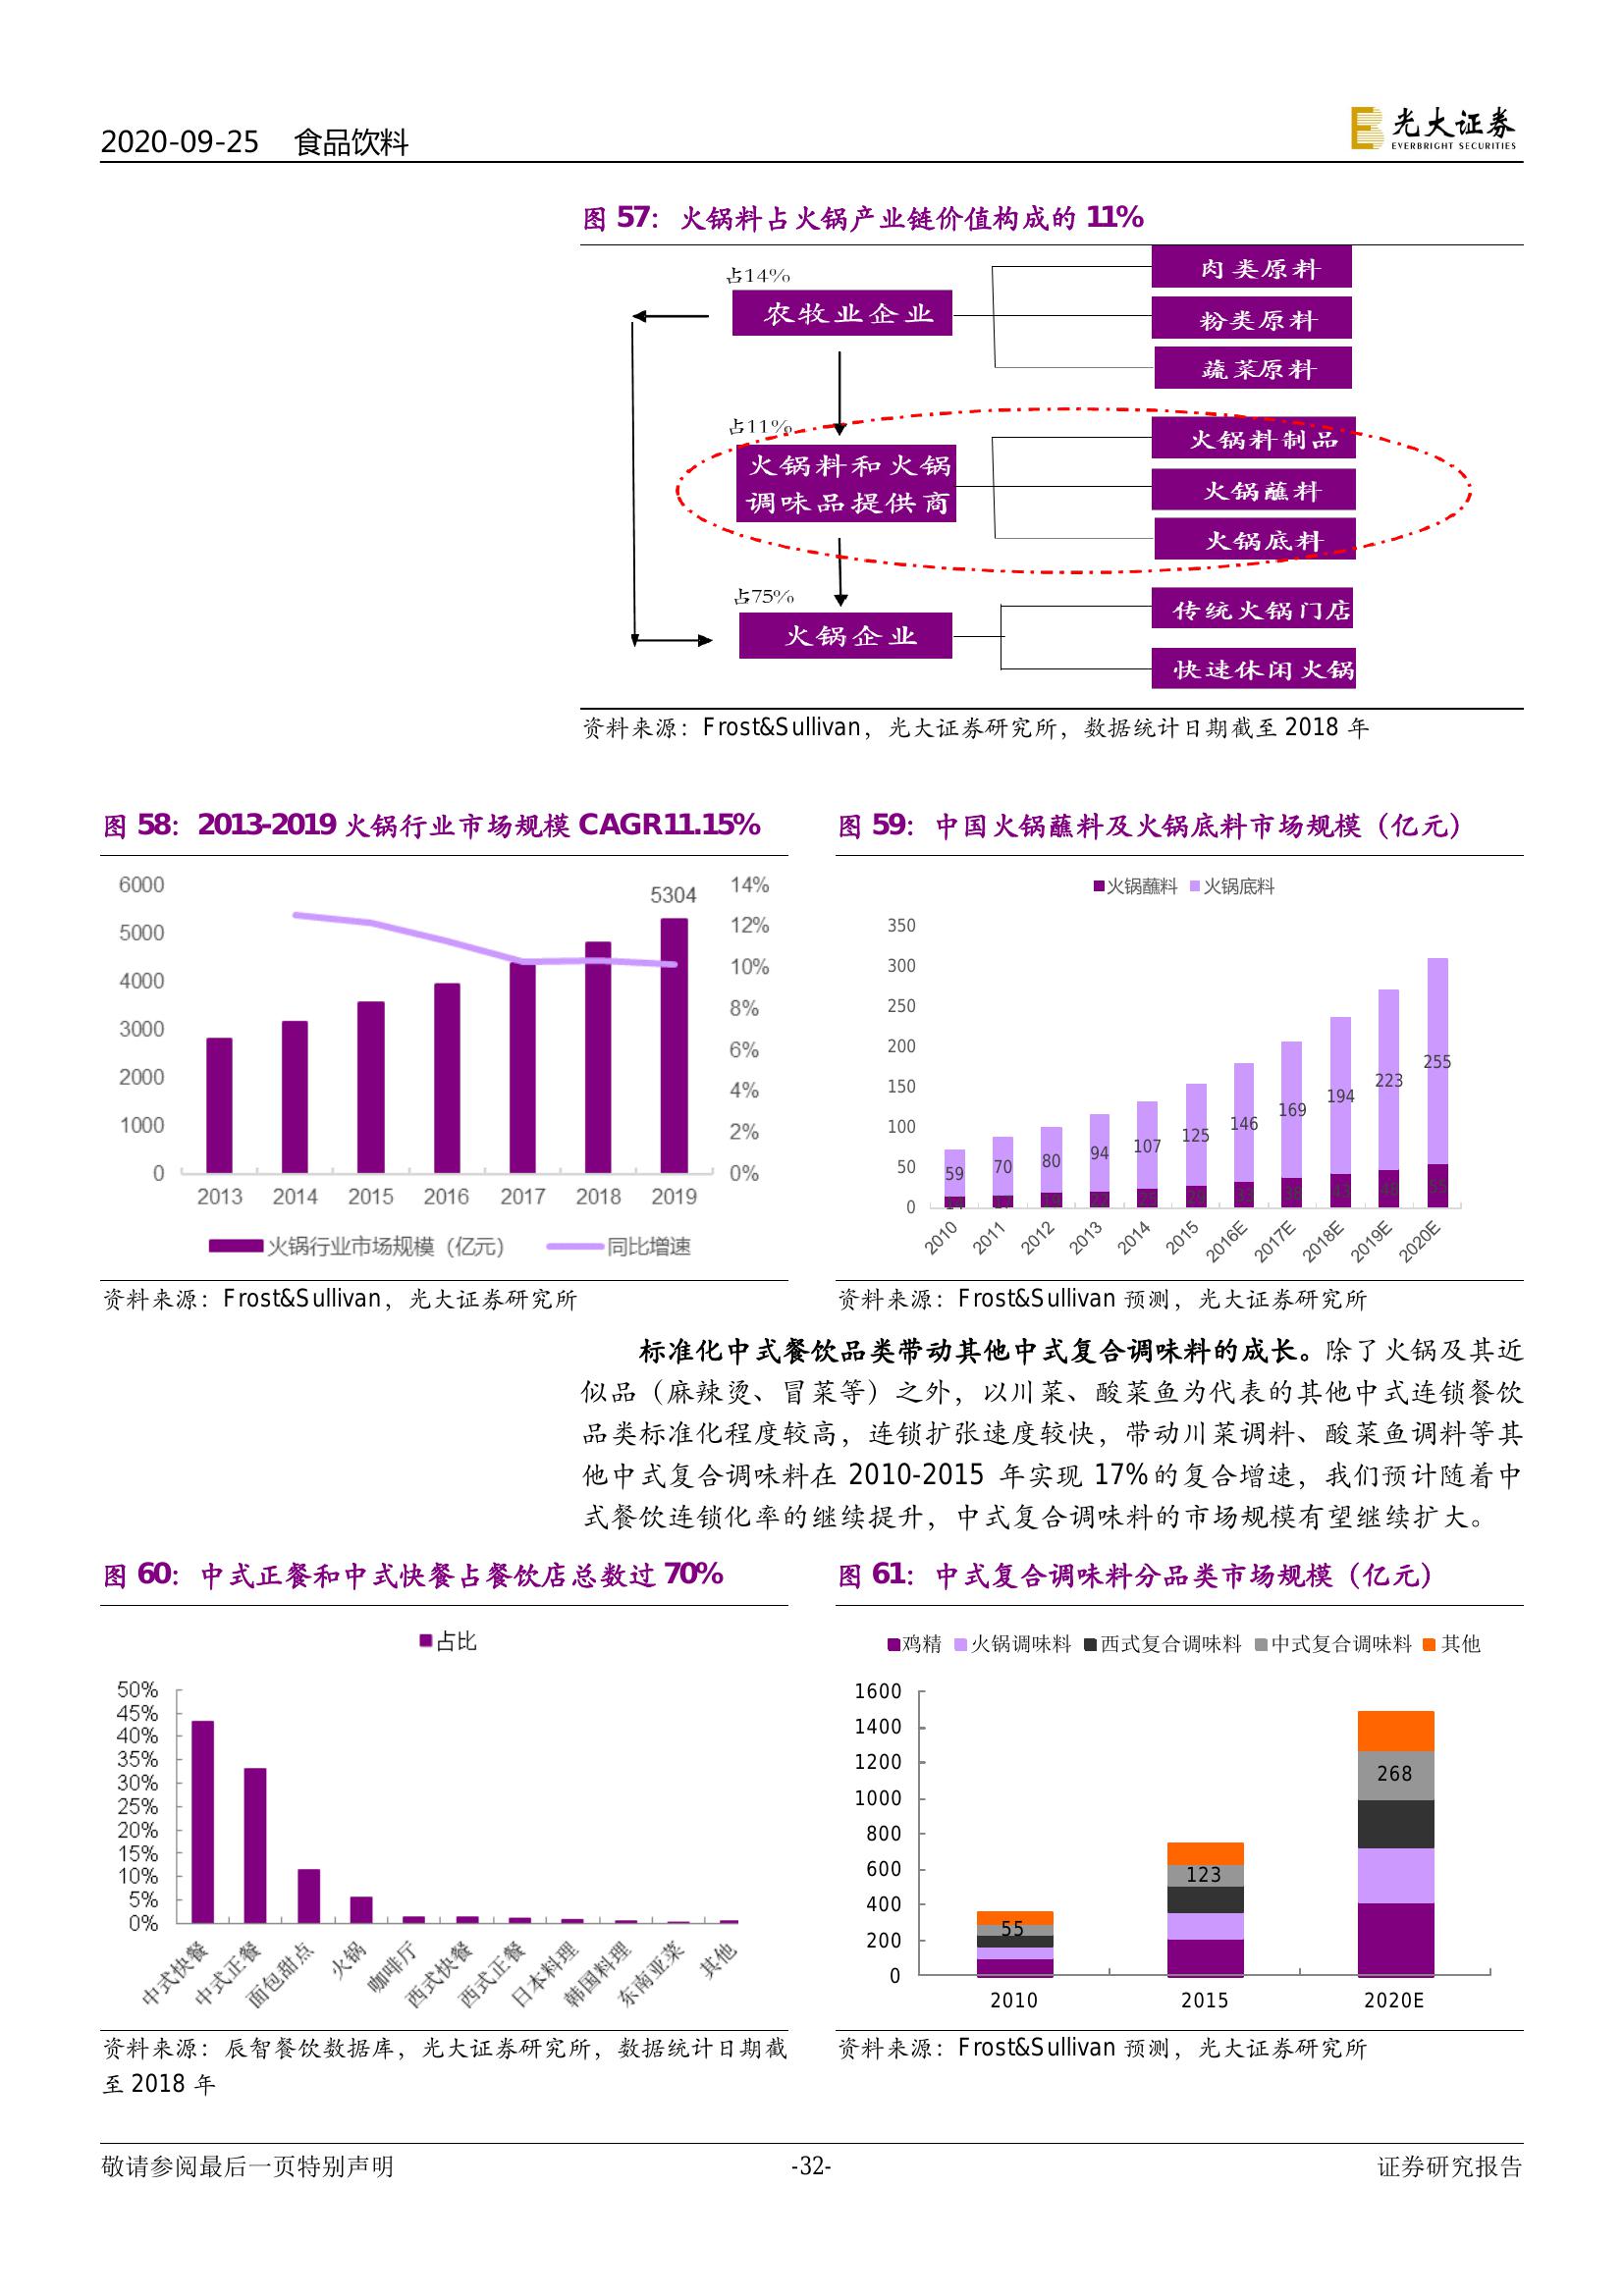 2020-09-25 食品饮料
光大证券
EVERBRIGHT SECURITIES
图 57：火锅料占火锅产业链价值构成的 11%
占14%
农牧业企业
肉类原料
粉类原料
蔬菜原料
占11%
火锅料和火锅
调味品提供商
火锅料制品
火锅蘸料
火锅底料
占75%
火锅企业
传统火锅门店
快速休闲火锅
资料来源：Frost&Sullivan，光大证券研究所，数据统计日期截至 2018 年
图 58：2013-2019 火锅行业市场规模 CAGR11.15%
6000
5000
4000
3000
2000
1000
0
5304
14%
12%
10%
8%
6%
4%
2%
0%
2013 2014 2015 2016 2017 2018 2019
火锅行业市场规模（亿元） 同比增速
资料来源：Frost&Sullivan，光大证券研究所
图 59：中国火锅蘸料及火锅底料市场规模（亿元）
火锅蘸料 火锅底料
350
300
250
200
150
100
50
0
59 70 80 94 107 125 146 169 194 223 255
2010 2011 2012 2013 2014 2015 2016E 2017E 2018E 2019E 2020E
资料来源：Frost&Sullivan 预测，光大证券研究所
标准化中式餐饮品类带动其他中式复合调味料的成长。除了火锅及其近
似品（麻辣烫、冒菜等）之外，以川菜、酸菜鱼为代表的其他中式连锁餐饮
品类标准化程度较高，连锁扩张速度较快，带动川菜调料、酸菜鱼调料等其
他中式复合调味料在 2010-2015 年实现 17%的复合增速，我们预计随着中
式餐饮连锁化率的继续提升，中式复合调味料的市场规模有望继续扩大。
图 60：中式正餐和中式快餐占餐饮店总数过 70%
占比
50%
45%
40%
35%
30%
25%
20%
15%
10%
5%
0%
中式快餐 中式正餐 面包甜点 火锅 咖啡厅 西式快餐 西式正餐 日本料理 韩国料理 东南亚菜 其他
资料来源：辰智餐饮数据库，光大证券研究所，数据统计日期截
至 2018 年
图 61：中式复合调味料分品类市场规模（亿元）
鸡精 火锅调味料 西式复合调味料 中式复合调味料 其他
1600
1400
1200
1000
800
600
400
200
0
55
123
268
2010 2015 2020E
资料来源：Frost&Sullivan 预测，光大证券研究所
敬请参阅最后一页特别声明 -32- 证券研究报告